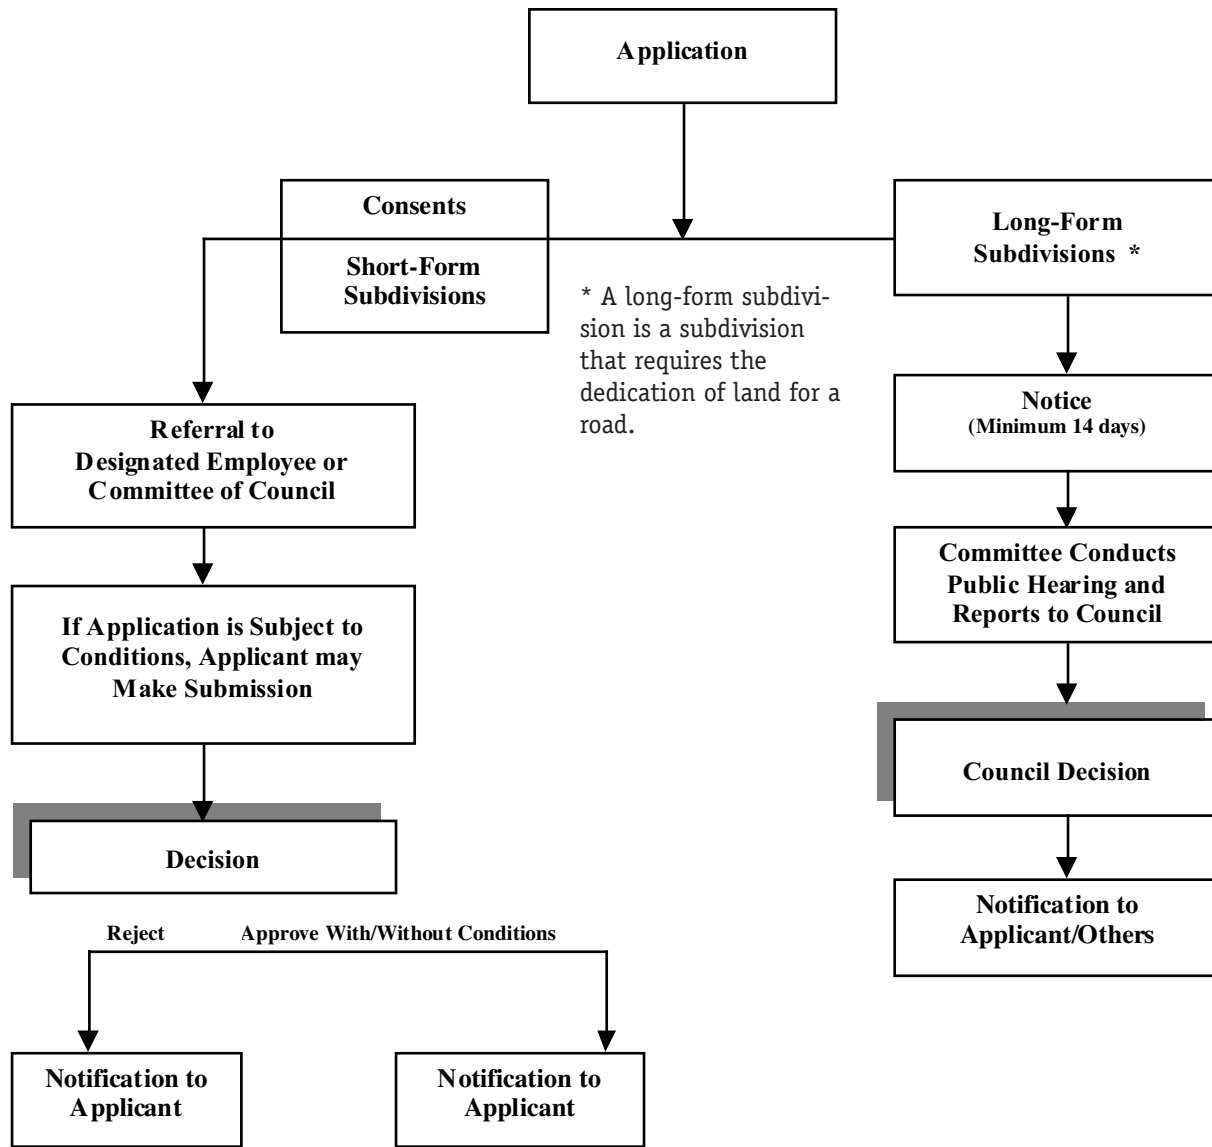 Application
Consents
Short-Form
Subdivisions
Long-Form
Subdivisions *
* A long-form subdivi-
sion is a subdivision
that requires the
dedication of land for a
road.
Referral to
Designated Employee or
Committee of Council
If Application is Subject to
Conditions, Applicant may
Make Submission
Decision
Reject
Approve With/Without Conditions
Notification to
Applicant
Notification to
Applicant
Notice
(Minimum 14 days)
Committee Conducts
Public Hearing and
Reports to Council
Council Decision
Notification to
Applicant/Others